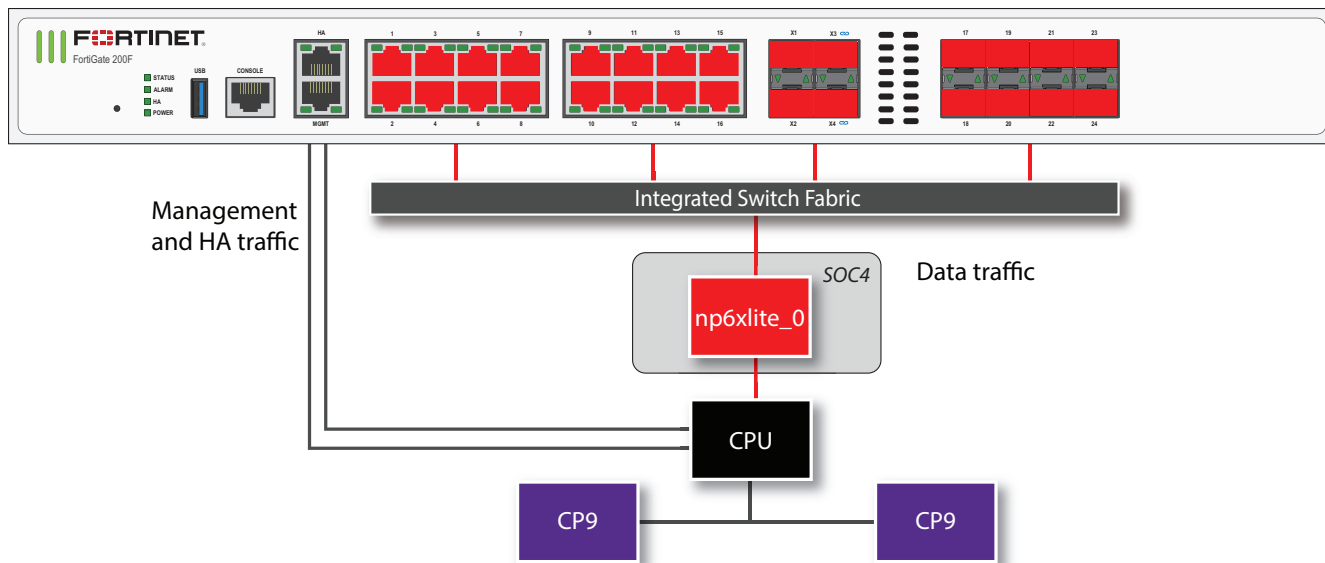 FORTINET
FortiGate 200F
STATUS
ALARM
HA
POWER
USB
CONSOLE
HA
MGMT
1 3 5 7
2 4 6 8
9 11 13 15
10 12 14 16
X1 X3
X2 X4
17 19 21 23
18 20 22 24
Integrated Switch Fabric
Management
and HA traffic
SOC4
Data traffic
np6xlite_0
CPU
CP9 CP9